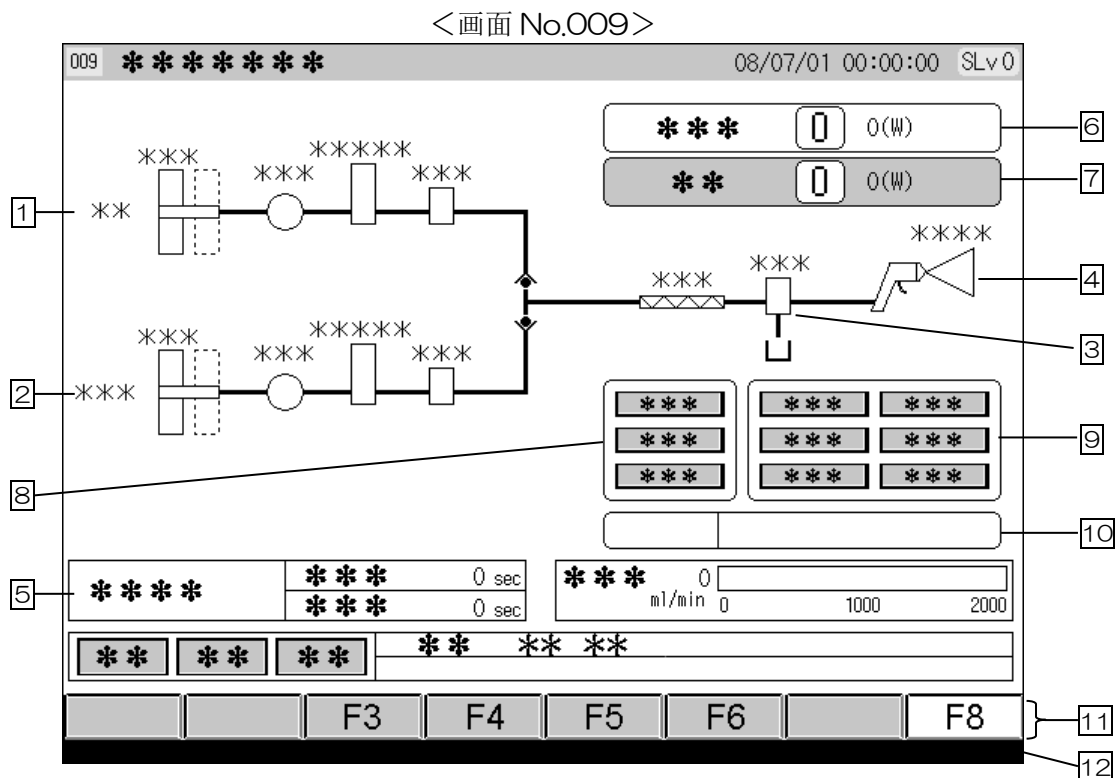 <画面 No.009>
009 ******* 08/07/01 00:00:00 SLv0
*** 0 0(W) 6
** 0 0(W) 7
***
***
*****
***
1 **
****
4
***
***
3
***
***
*****
***
2 ***
*** *** ***
*** *** *** 9
*** *** ***
8
10
5 **** *** 0 sec
*** 0 sec
*** 0 ml/min 0 1000 2000
** ** ** ** ** **
F3 F4 F5 F6 F8 11
12